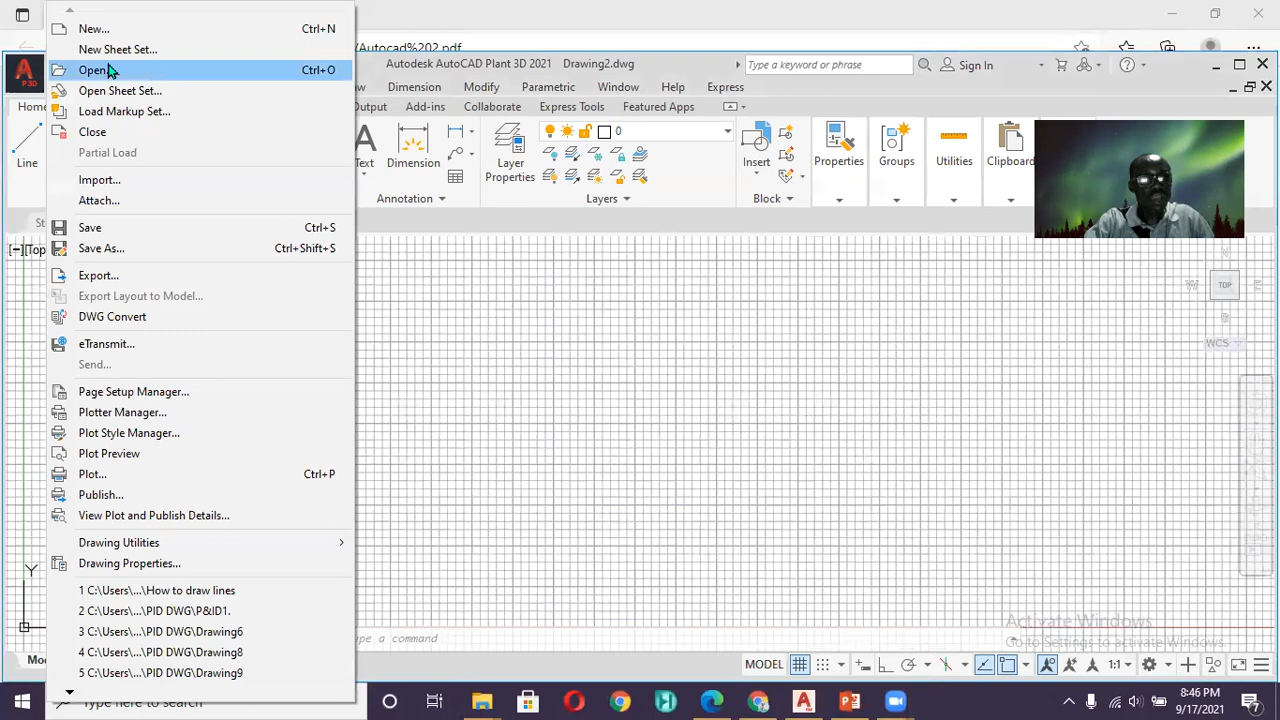 /Autocad%202.pdf
Autodesk AutoCAD Plant 3D 2021 Drawing2.dwg
Type a keyword or phrase
Sign In
Dimension Modify Parametric Window Help Express
Home
Output Add-ins Collaborate Express Tools Featured Apps
New... Ctrl+N
New Sheet Set...
Open... Ctrl+O
Open Sheet Set...
Load Markup Set...
Close
Partial Load
Import...
Attach...
Save Ctrl+S
Save As... Ctrl+Shift+S
Export...
Export Layout to Model...
DWG Convert
eTransmit...
Send...
Page Setup Manager...
Plotter Manager...
Plot Style Manager...
Plot Preview
Plot... Ctrl+P
Publish...
View Plot and Publish Details...
Drawing Utilities
Drawing Properties...
1 C:\Users\...\How to draw lines
2 C:\Users\...\PID DWG\P&ID1.
3 C:\Users\...\PID DWG\Drawing6
4 C:\Users\...\PID DWG\Drawing8
5 C:\Users\...\PID DWG\Drawing9
Line
Text
Dimension
Layer
Properties
0
Insert
Properties
Groups
Utilities
Clipboard
Annotation
Layers
Block
[−][Top
TOP
WCS
Y
Activate Windows
Go to Settings to activate Windows.
ype a command
MODEL
1:1
Type here to search
8:46 PM
9/17/2021
7